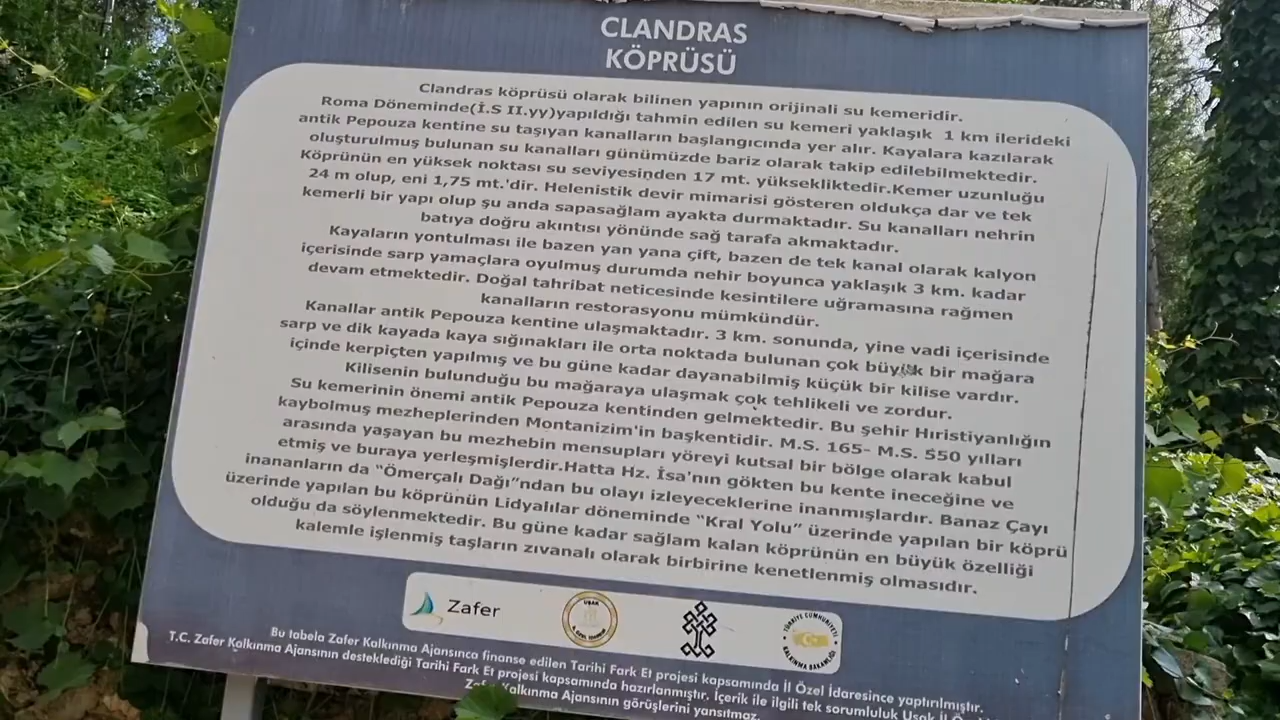 CLANDRAS
KÖPRÜSÜ
Clandras köprüsü olarak bilinen yapının orijinali su kemeridir.
Roma Döneminde(İ.S II.yy)yapıldığı tahmin edilen su kemeri yaklaşık 1 km ilerideki
antik Pepouza kentine su taşıyan kanalların başlangıcında yer alır. Kayalara kazılarak
oluşturulmuş bulunan su kanalları günümüzde bariz olarak takip edilebilmektedir.
Köprünün en yüksek noktası su seviyesinden 17 mt. yüksekliktedir.Kemer uzunluğu
24 m olup, eni 1,75 mt.'dir. Helenistik devir mimarisi gösteren oldukça dar ve tek
kemerli bir yapı olup şu anda sapasağlam ayakta durmaktadır. Su kanalları nehrin
batıya doğru akıntısı yönünde sağ tarafa akmaktadır.
Kayaların yontulması ile bazen yan yana çift, bazen de tek kanal olarak kalyon
içerisinde sarp yamaçlara oyulmuş durumda nehir boyunca yaklaşık 3 km. kadar
devam etmektedir. Doğal tahribat neticesinde kesintilere uğramasına rağmen
kanalların restorasyonu mümkündür.
Kanallar antik Pepouza kentine ulaşmaktadır. 3 km. sonunda, yine vadi içerisinde
sarp ve dik kayada kaya sığınakları ile orta noktada bulunan çok büyük bir mağara
içinde kerpiçten yapılmış ve bu güne kadar dayanabilmiş küçük bir kilise vardır.
Kilisenin bulunduğu bu mağaraya ulaşmak çok tehlikeli ve zordur.
Su kemerinin önemi antik Pepouza kentinden gelmektedir. Bu şehir Hıristiyanlığın
kaybolmuş mezheplerinden Montanizim'in başkentidir. M.S. 165- M.S. 550 yılları
arasında yaşayan bu mezhebin mensupları yöreyi kutsal bir bölge olarak kabul
etmiş ve buraya yerleşmişlerdir.Hatta Hz. İsa'nın gökten bu kente ineceğine ve
inananların da "Ömerçalı Dağı"ndan bu olayı izleyeceklerine inanmışlardır. Banaz Çayı
üzerinde yapılan bu köprünün Lidyalılar döneminde "Kral Yolu" üzerinde yapılan bir köprü
olduğu da söylenmektedir. Bu güne kadar sağlam kalan köprünün en büyük özelliği
kalemle işlenmiş taşların zıvanalı olarak birbirine kenetlenmiş olmasıdır.
Zafer
UŞAK
TÜRKİYE CUMHURİYETİ
KALKINMA BAKANLIĞI
Bu tabela Zafer Kalkınma Ajansınca finanse edilen Tarihi Fark Et projesi kapsamında İl Özel İdaresince yaptırılmıştır.
T.C. Zafer Kalkınma Ajansının desteklediği Tarihi Fark Et projesi kapsamında hazırlanmıştır. İçerik ile ilgili tek sorumluluk Uşak İl
Kalkınma Ajansının görüşlerini yansıtmaz.